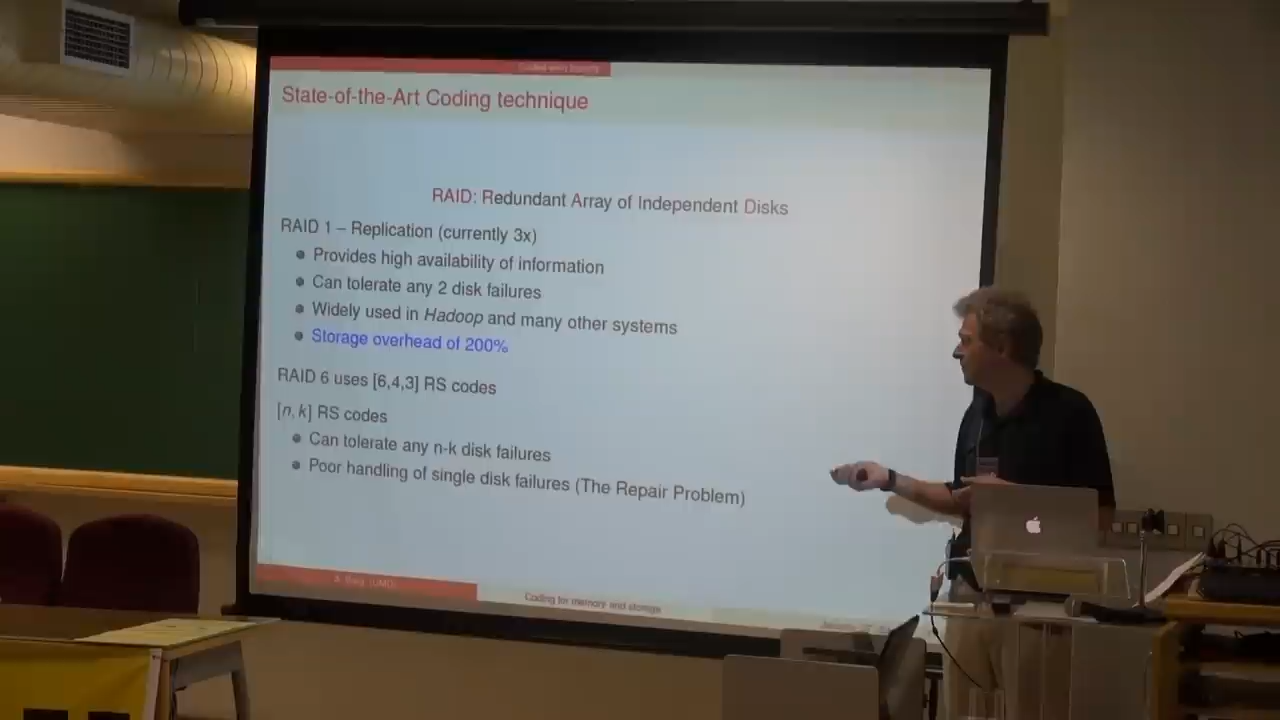 State-of-the-Art Coding technique
RAID: Redundant Array of Independent Disks
RAID 1 – Replication (currently 3x)
Provides high availability of information
Can tolerate any 2 disk failures
Widely used in Hadoop and many other systems
Storage overhead of 200%
RAID 6 uses [6,4,3] RS codes
[n, k] RS codes
Can tolerate any n-k disk failures
Poor handling of single disk failures (The Repair Problem)
(UMD)
Coding for memory and storage